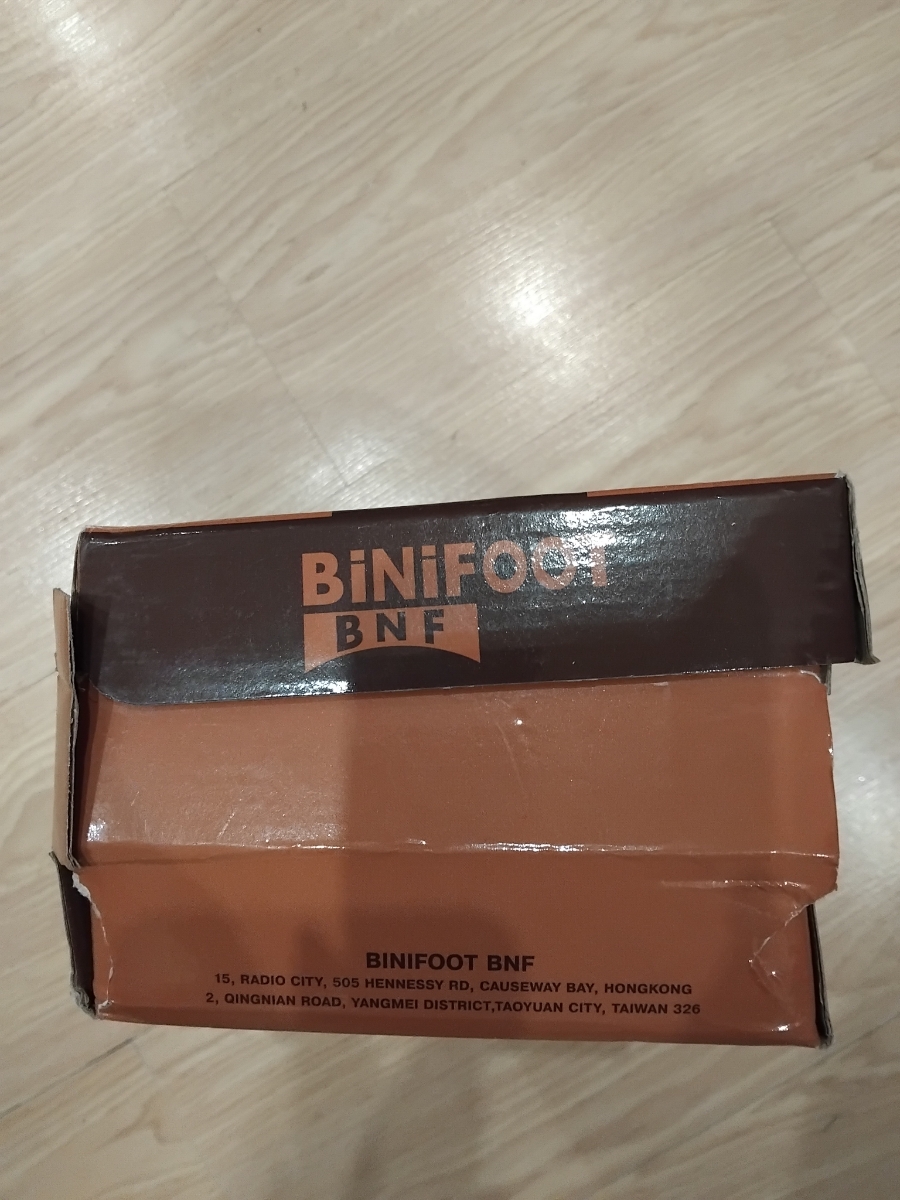 BiNiFOOT
BNF
BINIFOOT BNF
15, RADIO CITY, 505 HENNESSY RD, CAUSEWAY BAY, HONGKONG
2, QINGNIAN ROAD, YANGMEI DISTRICT,TAOYUAN CITY, TAIWAN 326